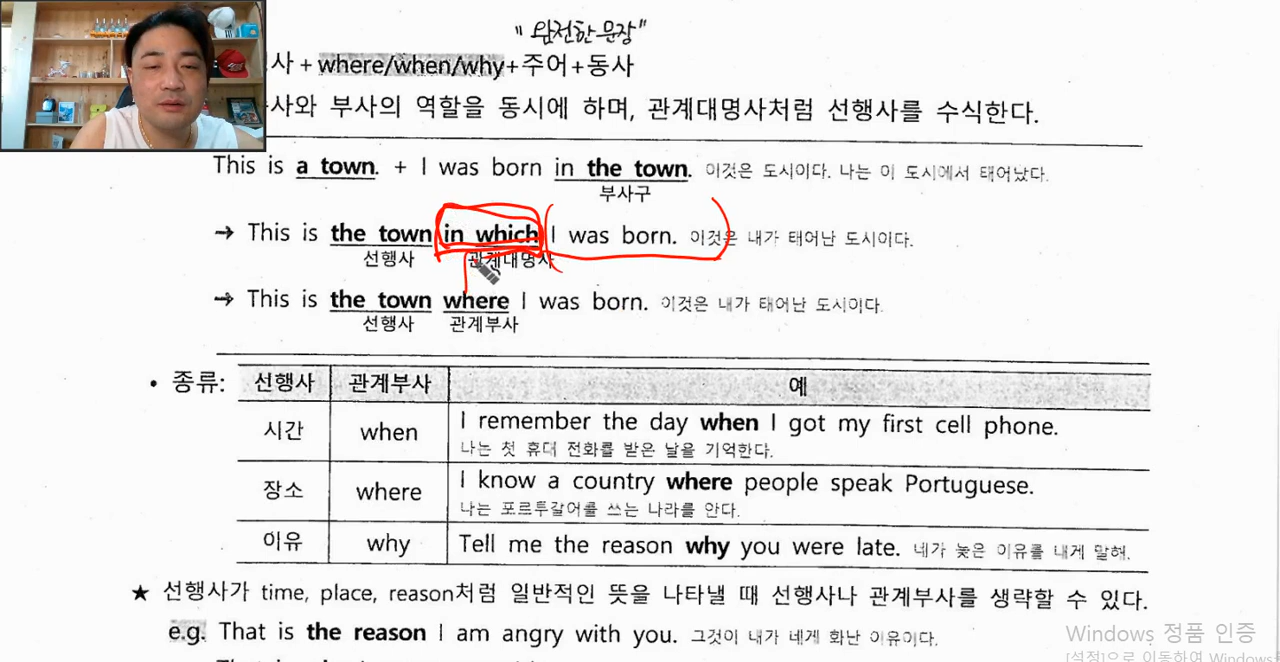 "완전한 문장"
사 + where/when/why+주어+동사
사와 부사의 역할을 동시에 하며, 관계대명사처럼 선행사를 수식한다.
This is a town. + I was born in the town. 이것은 도시이다. 나는 이 도시에서 태어났다.
부사구
→ This is the town in which I was born. 이것은 내가 태어난 도시이다.
선행사 관계대명사
→ This is the town where I was born. 이것은 내가 태어난 도시이다.
선행사 관계부사
• 종류: 선행사 관계부사 예
시간 when I remember the day when I got my first cell phone.
나는 첫 휴대 전화를 받은 날을 기억한다.
장소 where I know a country where people speak Portuguese.
나는 포르투갈어를 쓰는 나라를 안다.
이유 why Tell me the reason why you were late. 네가 늦은 이유를 내게 말해.
★ 선행사가 time, place, reason처럼 일반적인 뜻을 나타낼 때 선행사나 관계부사를 생략할 수 있다.
e.g. That is the reason I am angry with you. 그것이 내가 네게 화난 이유이다.
Windows 정품 인증
[설정]으로 이동하여 Windows